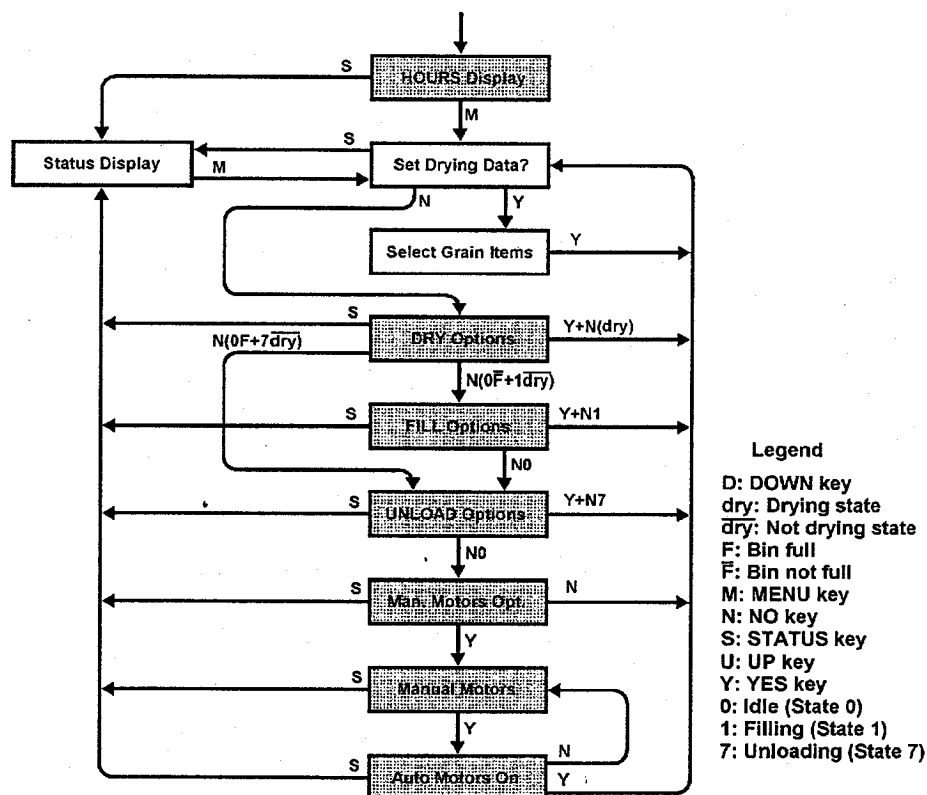 S
HOURS Display
M
Status Display
S
M
Set Drying Data?
N
Y
Select Grain Items
Y
S
DRY Options
Y+N(dry)
N(0F+7d̅r̅y̅)
N(0F̅+1d̅r̅y̅)
S
FILL Options
Y+N1
N0
S
UNLOAD Options
Y+N7
N0
S
Man. Motors Opt.
N
Y
S
Manual Motors
Y
S
Auto Motors On
N
Y
Legend
D: DOWN key
dry: Drying state
d̅r̅y̅: Not drying state
F: Bin full
F̅: Bin not full
M: MENU key
N: NO key
S: STATUS key
U: UP key
Y: YES key
0: Idle (State 0)
1: Filling (State 1)
7: Unloading (State 7)